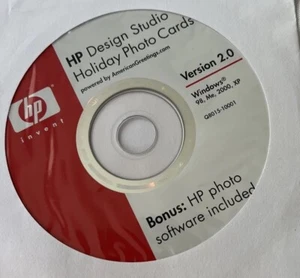 HP Design Studio
Holiday Photo Cards
powered by AmericanGreetings.com
Version 2.0
Windows®
98, Me, 2000, XP
Q8015-10001
hp
invent
Bonus: HP photo
software included